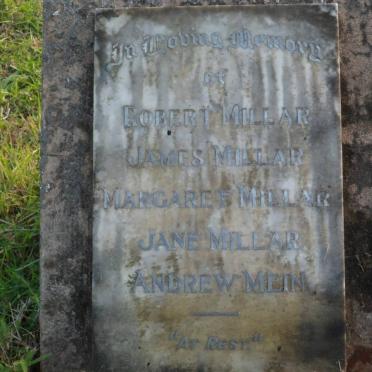 In Loving Memory
of
ROBERT MILLAR
JAMES MILLAR
MARGARET MILLAR
JANE MILLAR
ANDREW MEIN
"AT REST."